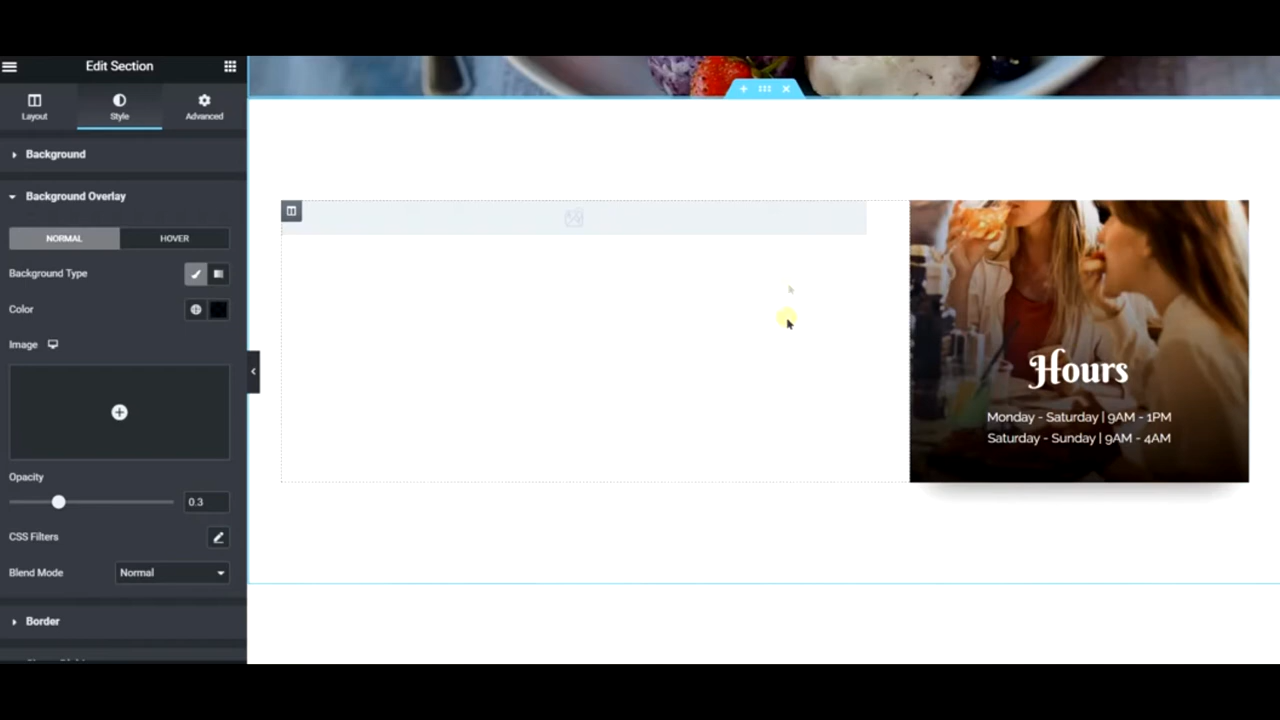 Edit Section
Layout
Style
Advanced
Background
Background Overlay
NORMAL
HOVER
Background Type
Color
Image
Opacity
0.3
CSS Filters
Blend Mode
Normal
Border
Hours
Monday - Saturday | 9AM - 1PM
Saturday - Sunday | 9AM - 4AM